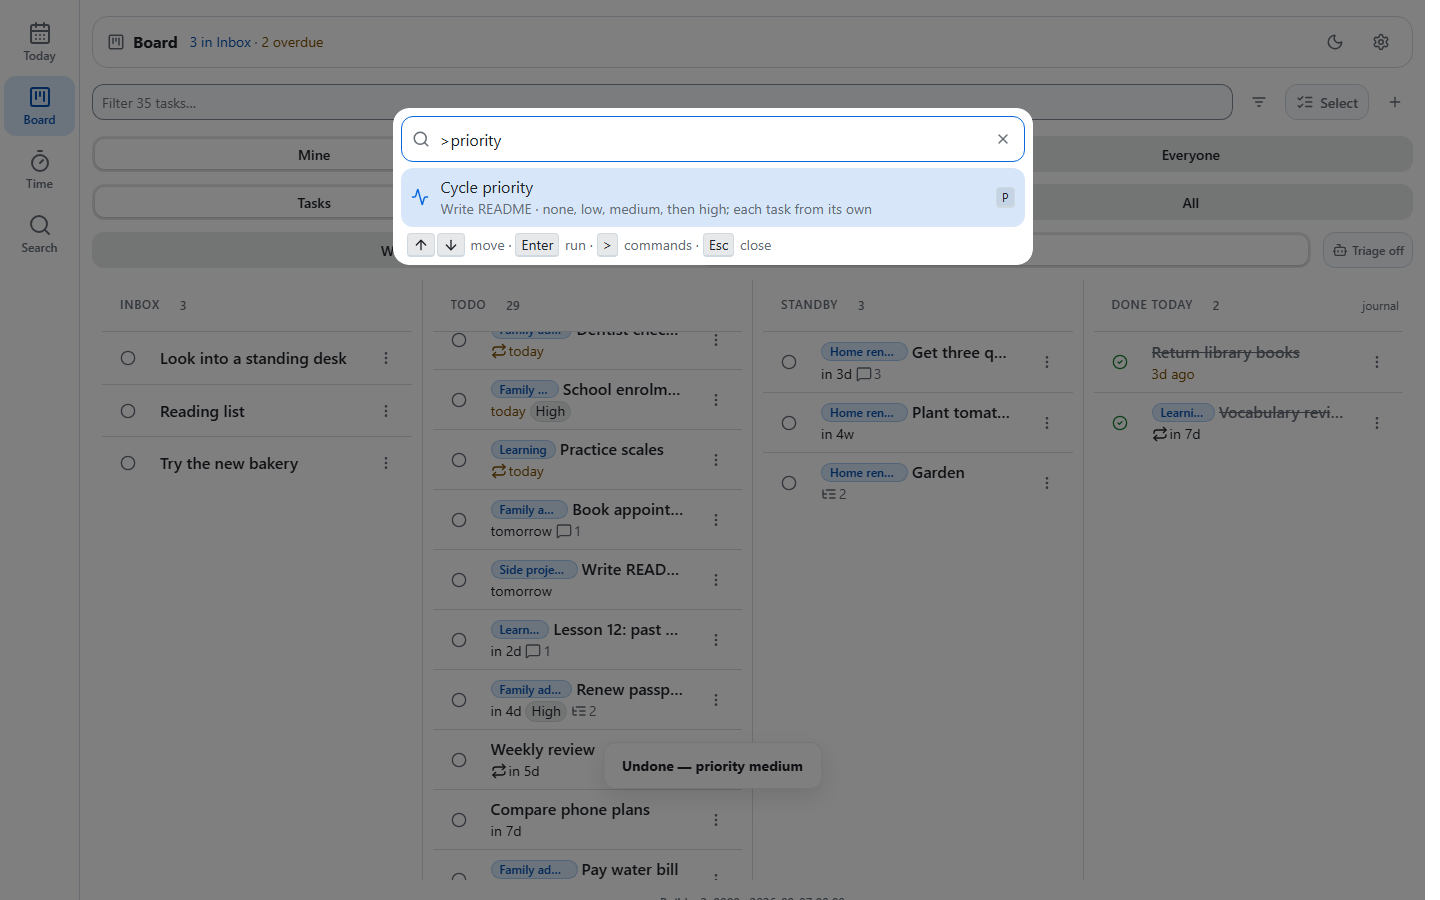 Today
Board
Time
Search
Board 3 in Inbox · 2 overdue
Filter 35 tasks...
Select
Mine
Everyone
Tasks
All
Triage off
>priority
Cycle priority
Write README · none, low, medium, then high; each task from its own
P
↑ ↓ move · Enter run · > commands · Esc close
INBOX 3
Look into a standing desk
Reading list
Try the new bakery
TODO 29
today
Family ... School enrolm...
today High
Learning Practice scales
today
Family a... Book appoint...
tomorrow 1
Side proje... Write READ...
tomorrow
Learn... Lesson 12: past ...
in 2d 1
Family ad... Renew passp...
in 4d High 2
Weekly review
in 5d
Compare phone plans
in 7d
Family ad... Pay water bill
STANDBY 3
Home ren... Get three q...
in 3d 3
Home ren... Plant tomat...
in 4w
Home ren... Garden
2
DONE TODAY 2 journal
Return library books
3d ago
Learni... Vocabulary revi...
in 7d
Undone — priority medium